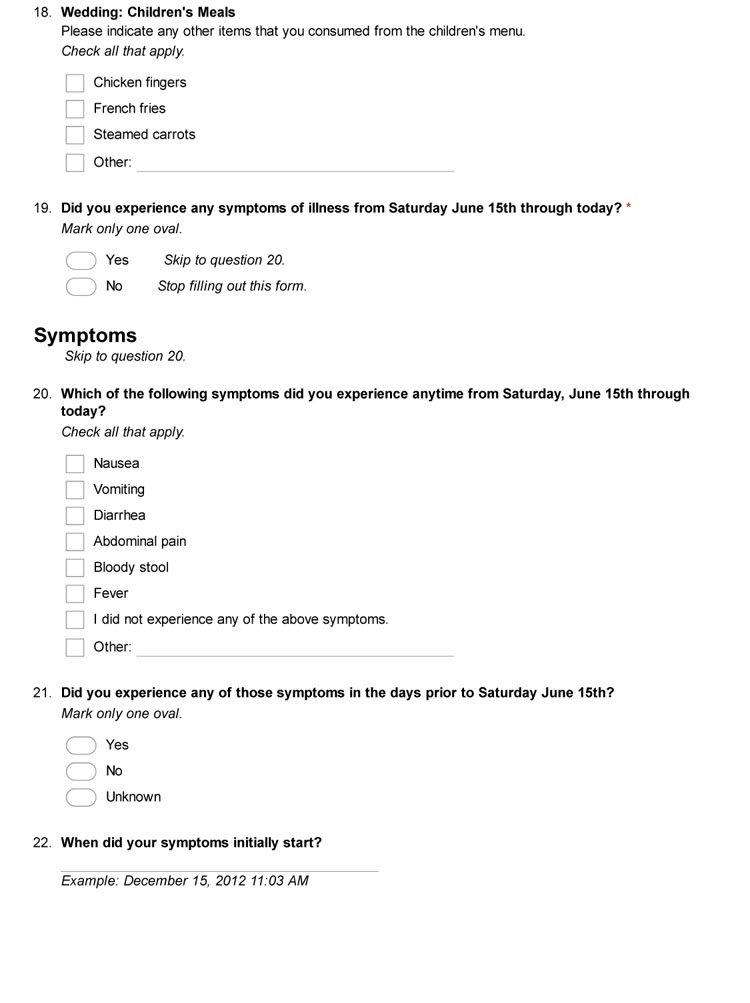 18. Wedding: Children's Meals
Please indicate any other items that you consumed from the children's menu.
Check all that apply.
Chicken fingers
French fries
Steamed carrots
Other:
19. Did you experience any symptoms of illness from Saturday June 15th through today? *
Mark only one oval.
Yes Skip to question 20.
No Stop filling out this form.
Symptoms
Skip to question 20.
20. Which of the following symptoms did you experience anytime from Saturday, June 15th through
today?
Check all that apply.
Nausea
Vomiting
Diarrhea
Abdominal pain
Bloody stool
Fever
I did not experience any of the above symptoms.
Other:
21. Did you experience any of those symptoms in the days prior to Saturday June 15th?
Mark only one oval.
Yes
No
Unknown
22. When did your symptoms initially start?
Example: December 15, 2012 11:03 AM